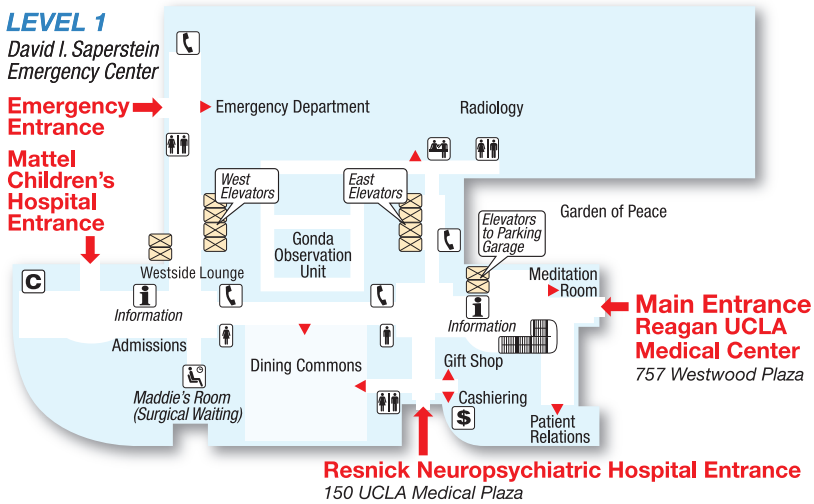 LEVEL 1
David I. Saperstein
Emergency Center
Emergency
Entrance
Mattel
Children's
Hospital
Entrance
Emergency Department
Radiology
West
Elevators
East
Elevators
Elevators
to Parking
Garage
Garden of Peace
Gonda
Observation
Unit
Westside Lounge
C
i
Information
Meditation
Room
i
Information
Main Entrance
Reagan UCLA
Medical Center
757 Westwood Plaza
Admissions
Dining Commons
Gift Shop
Maddie's Room
(Surgical Waiting)
Cashiering
$
Patient
Relations
Resnick Neuropsychiatric Hospital Entrance
150 UCLA Medical Plaza